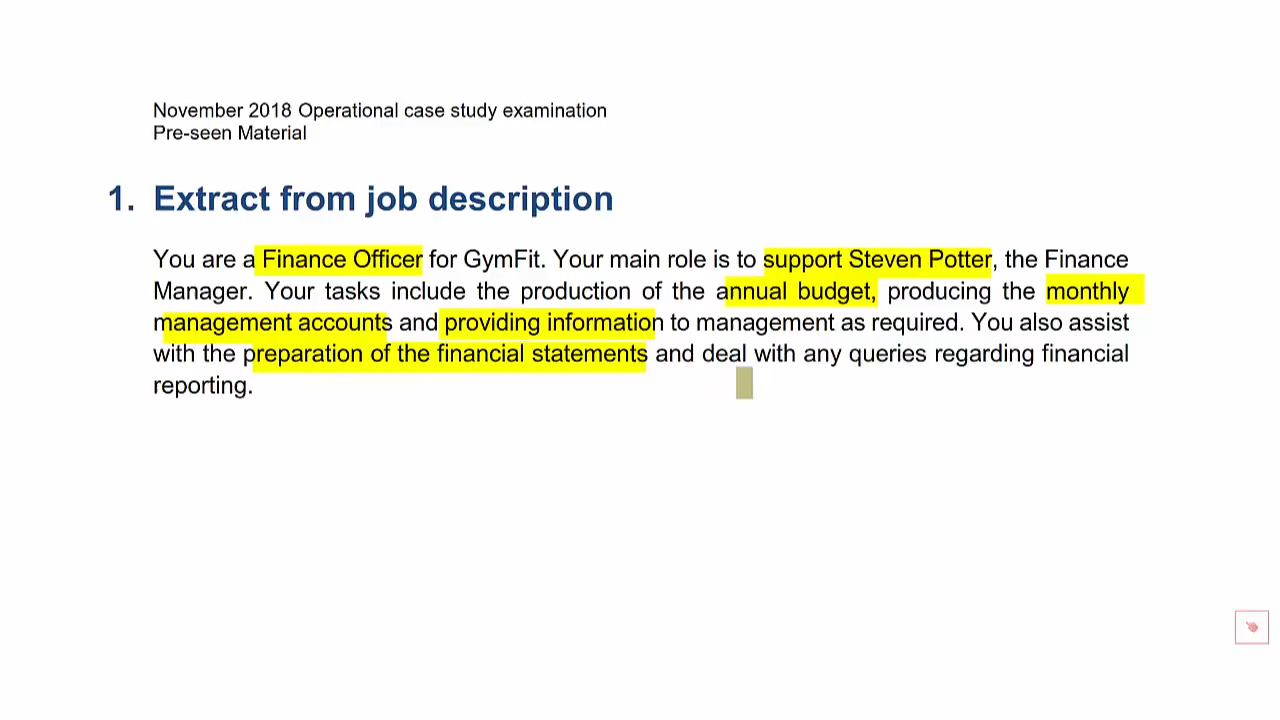 November 2018 Operational case study examination
Pre-seen Material
1. Extract from job description
You are a Finance Officer for GymFit. Your main role is to support Steven Potter, the Finance
Manager. Your tasks include the production of the annual budget, producing the monthly
management accounts and providing information to management as required. You also assist
with the preparation of the financial statements and deal with any queries regarding financial
reporting.